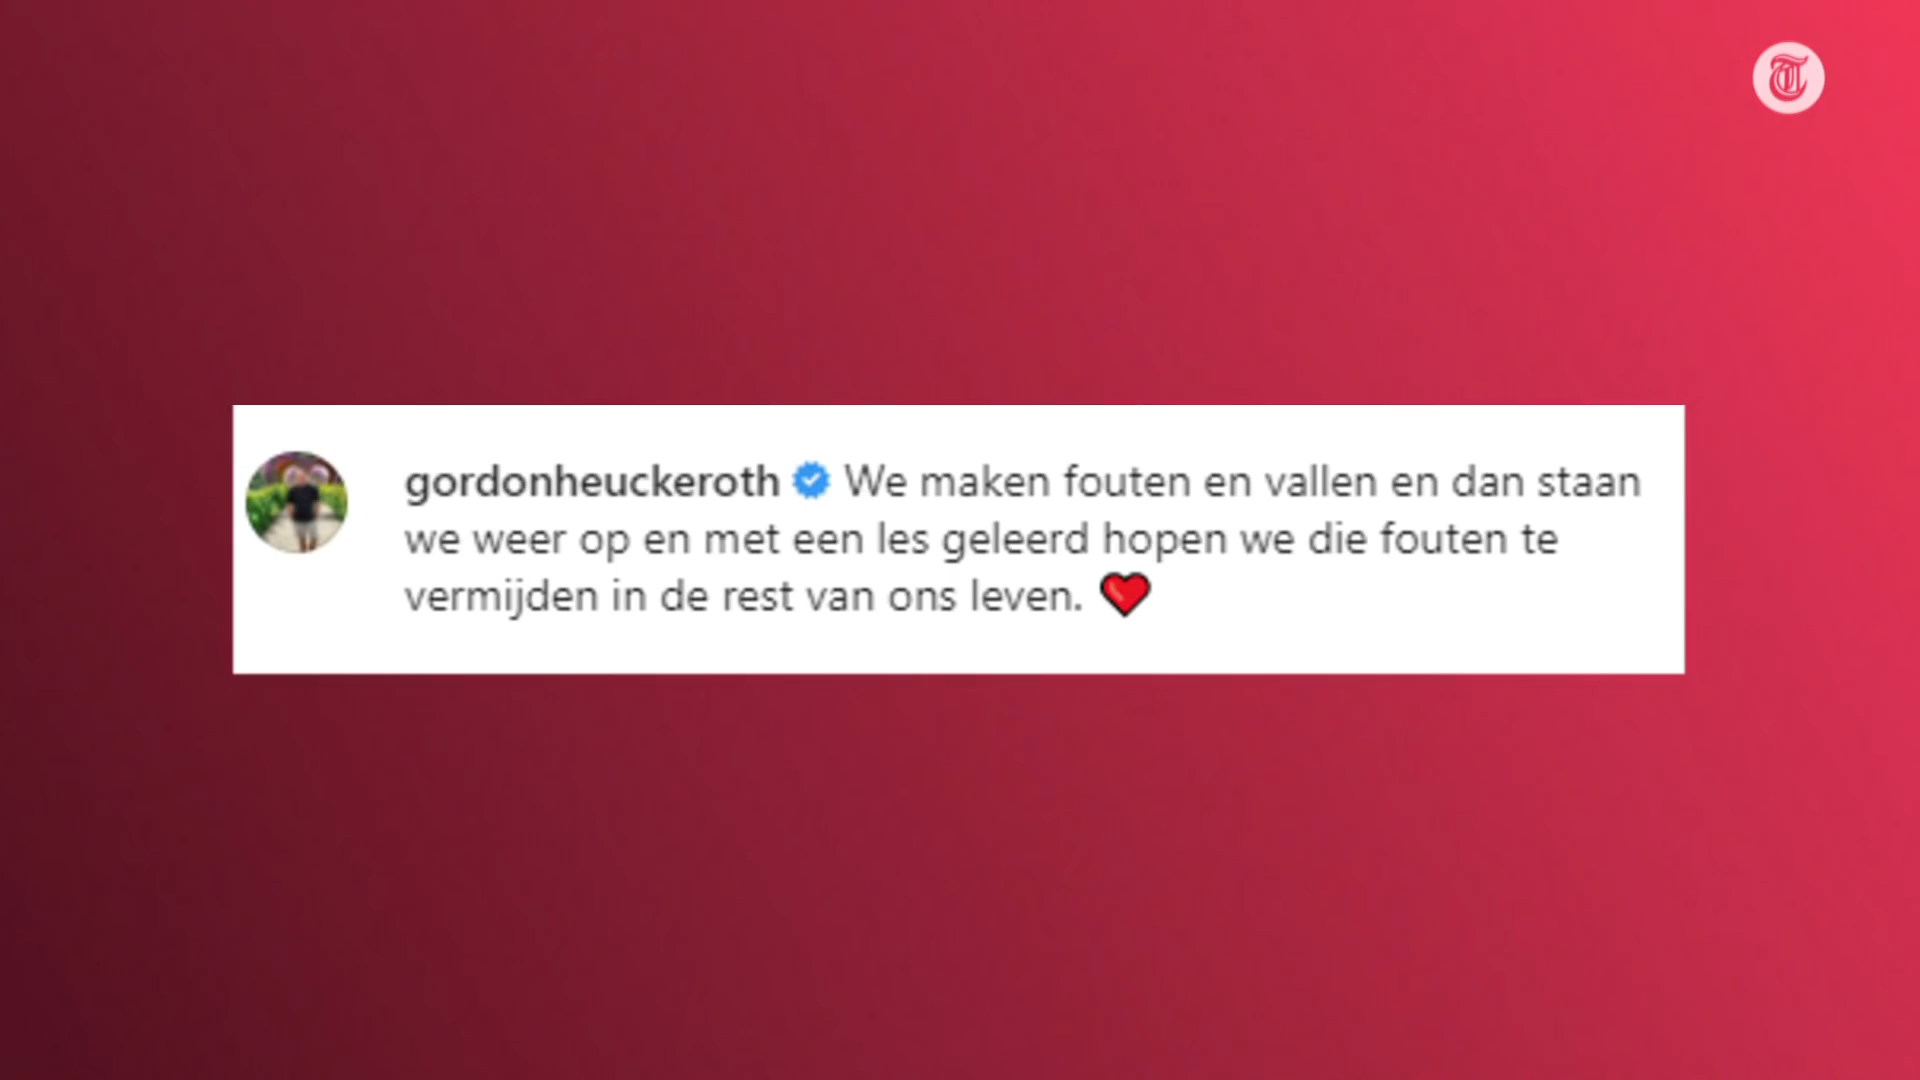 T
gordonheuckeroth We maken fouten en vallen en dan staan
we weer op en met een les geleerd hopen we die fouten te
vermijden in de rest van ons leven. ❤️